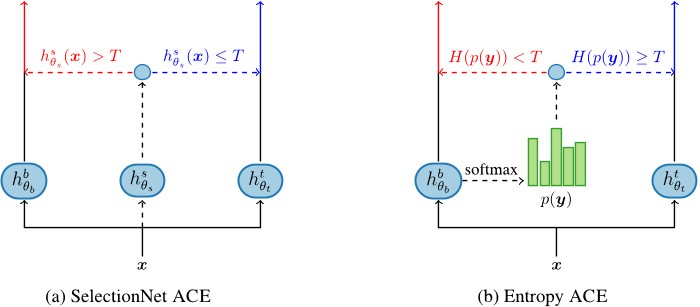 h^s_{θ_s}(x) > T h^s_{θ_s}(x) ≤ T
H(p(y)) < T H(p(y)) ≥ T
h^b_{θ_b} h^s_{θ_s} h^t_{θ_t}
h^b_{θ_b} softmax h^t_{θ_t}
p(y)
x
x
(a) SelectionNet ACE
(b) Entropy ACE